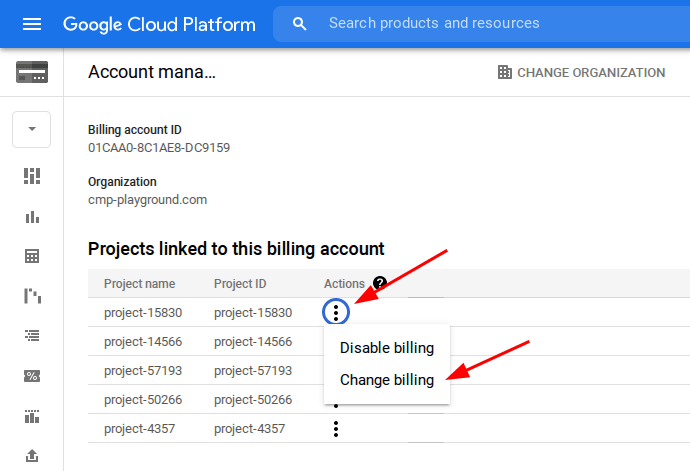 Google Cloud Platform
Search products and resources
Account mana...
CHANGE ORGANIZATION
Billing account ID
01CAA0-8C1AE8-DC9159
Organization
cmp-playground.com
Projects linked to this billing account
Project name Project ID Actions ?
project-15830 project-15830
project-14566 project-14566
Disable billing
project-57193 project-57193
Change billing
project-50266 project-50266
project-4357 project-4357